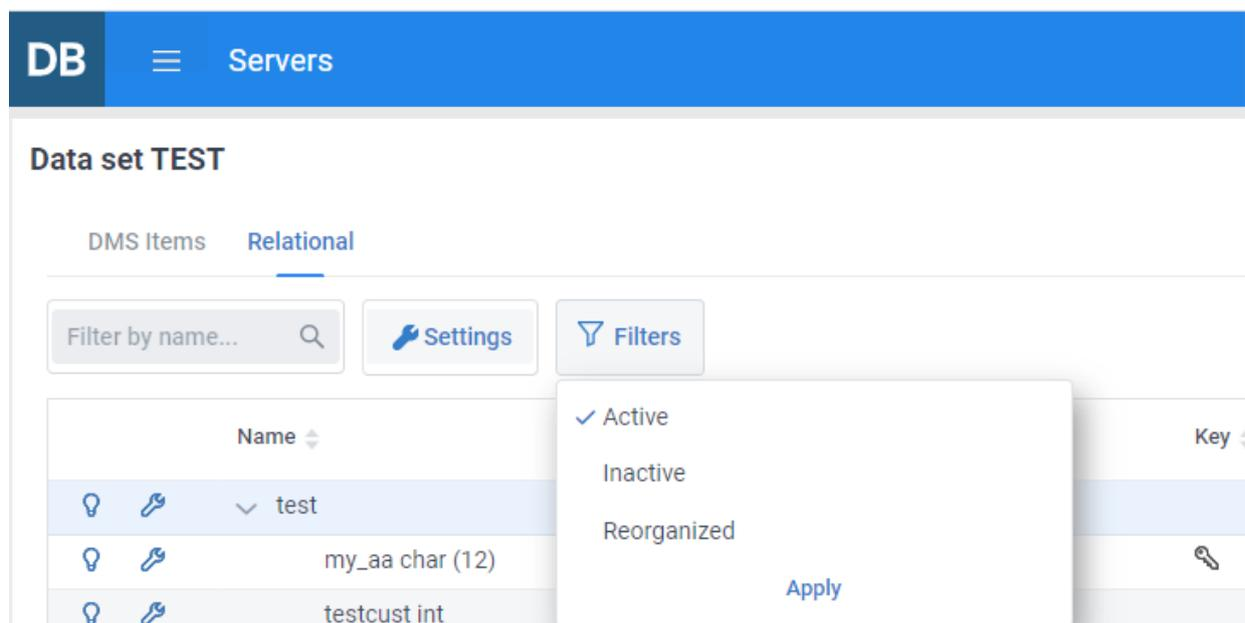 DB Servers
Data set TEST
DMS Items Relational
Filter by name... Settings Filters
Active
Name Key
Inactive
test
Reorganized
my_aa char (12)
Apply
testcust int